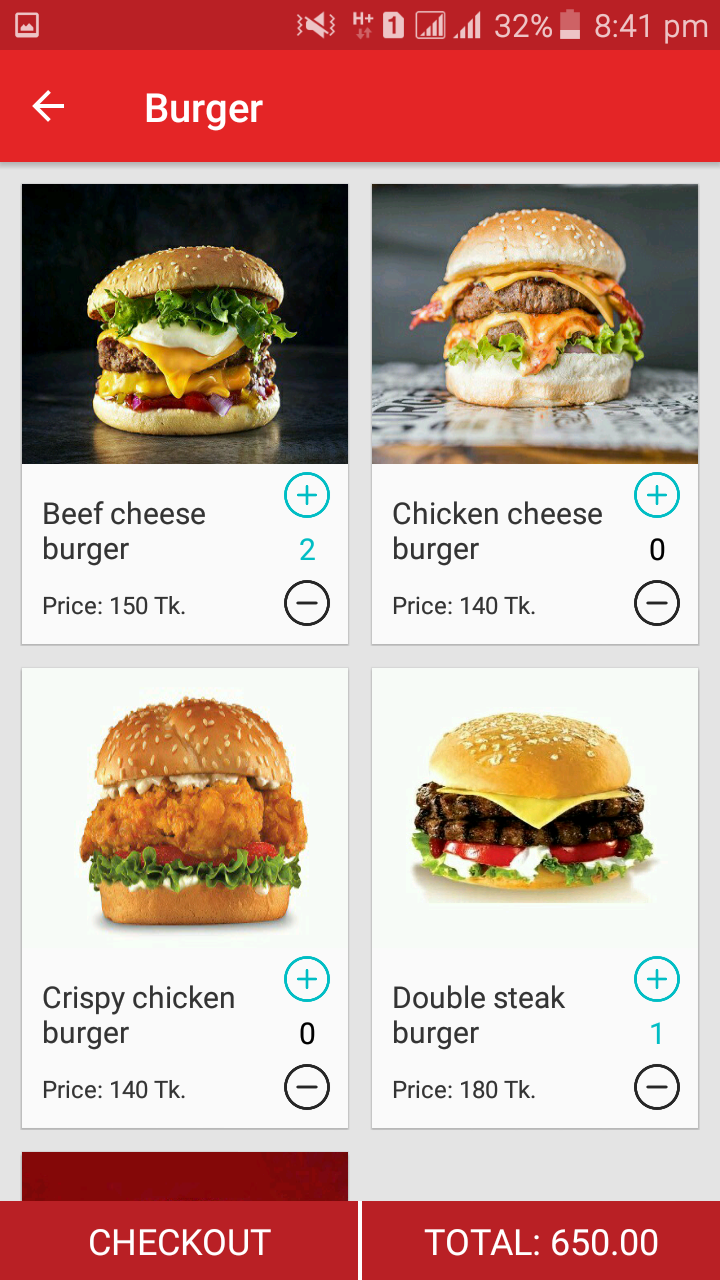 H+ 1 32% 8:41 pm
Burger
Beef cheese
burger
2
Price: 150 Tk.
Chicken cheese
burger
0
Price: 140 Tk.
Crispy chicken
burger
0
Price: 140 Tk.
Double steak
burger
1
Price: 180 Tk.
CHECKOUT
TOTAL: 650.00